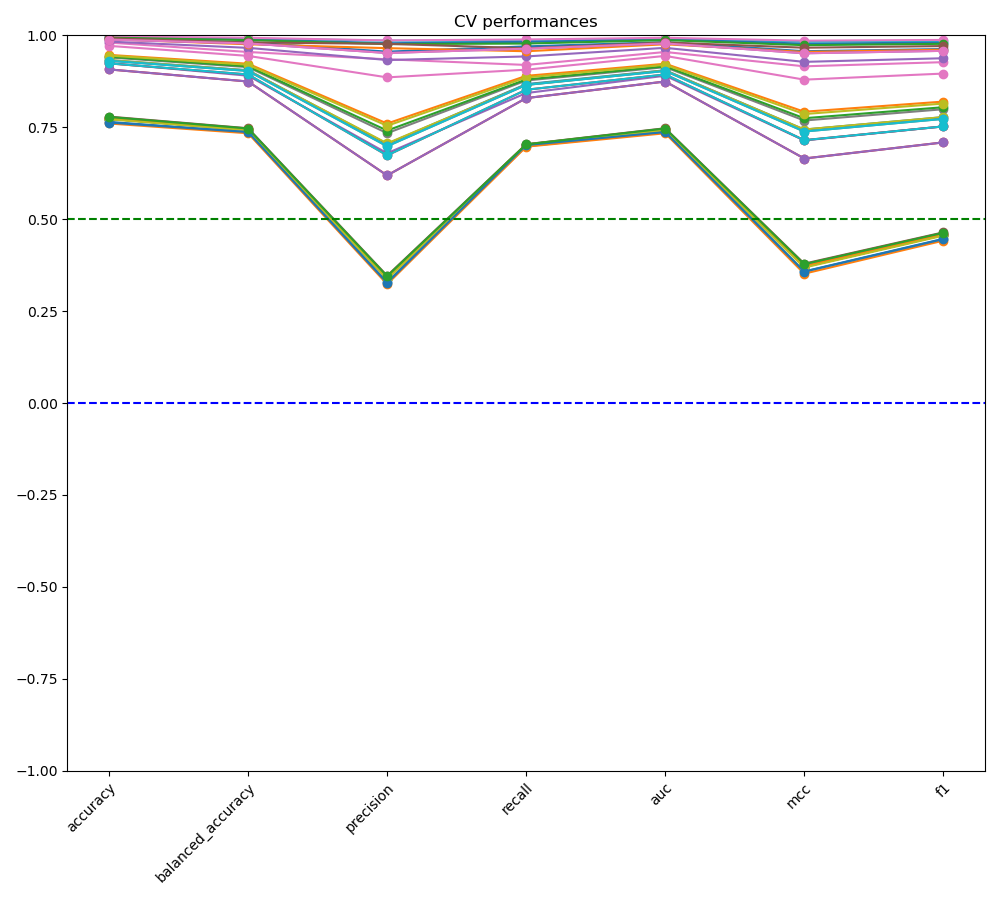 CV performances
1.00
0.75
0.50
0.25
0.00
−0.25
−0.50
−0.75
−1.00
accuracy
balanced_accuracy
precision
recall
auc
mcc
f1